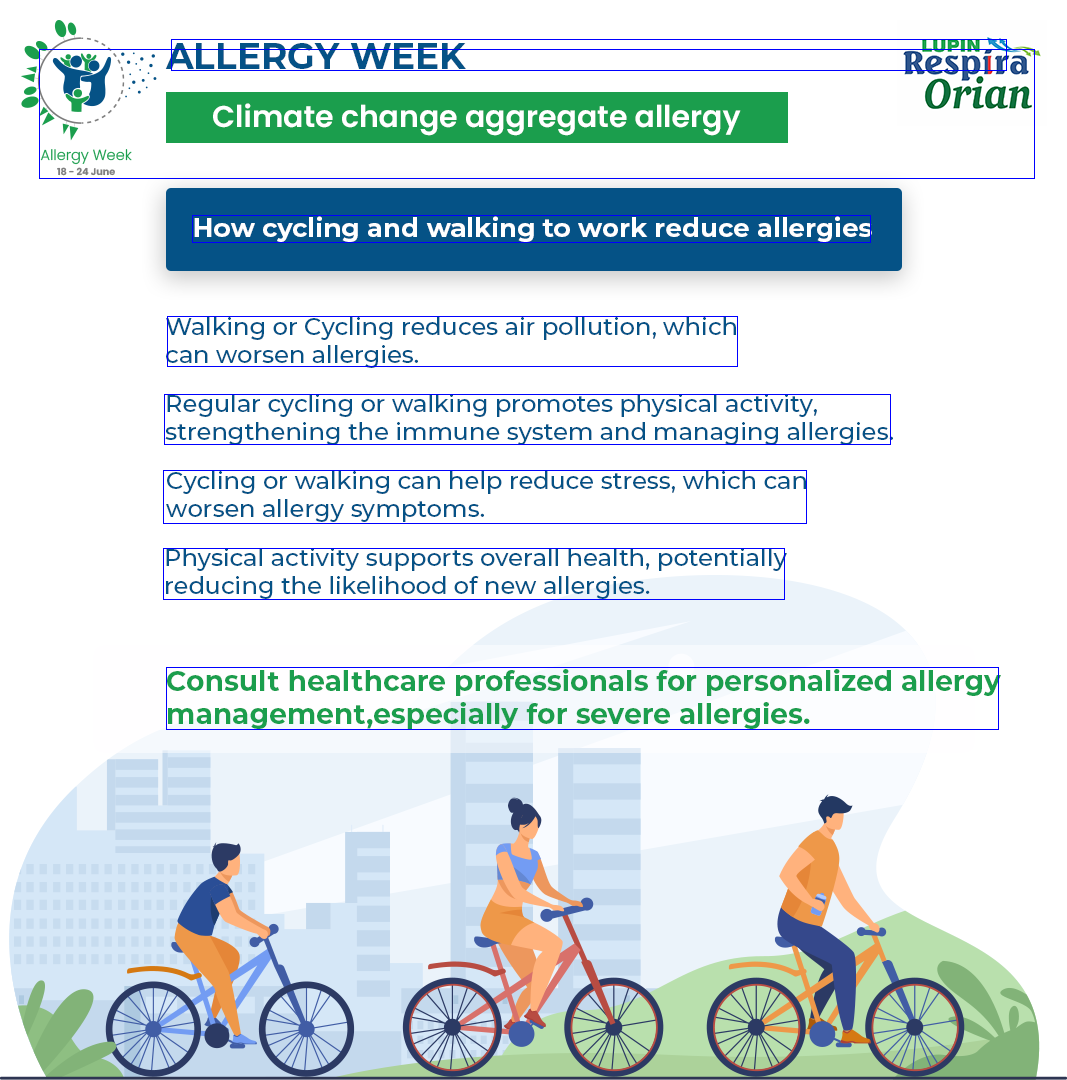 ALLERGY WEEK
LUPIN
Respira
Orian
Climate change aggregate allergy
Allergy Week
18 - 24 June
How cycling and walking to work reduce allergies
Walking or Cycling reduces air pollution, which
can worsen allergies.
Regular cycling or walking promotes physical activity,
strengthening the immune system and managing allergies.
Cycling or walking can help reduce stress, which can
worsen allergy symptoms.
Physical activity supports overall health, potentially
reducing the likelihood of new allergies.
Consult healthcare professionals for personalized allergy
management,especially for severe allergies.